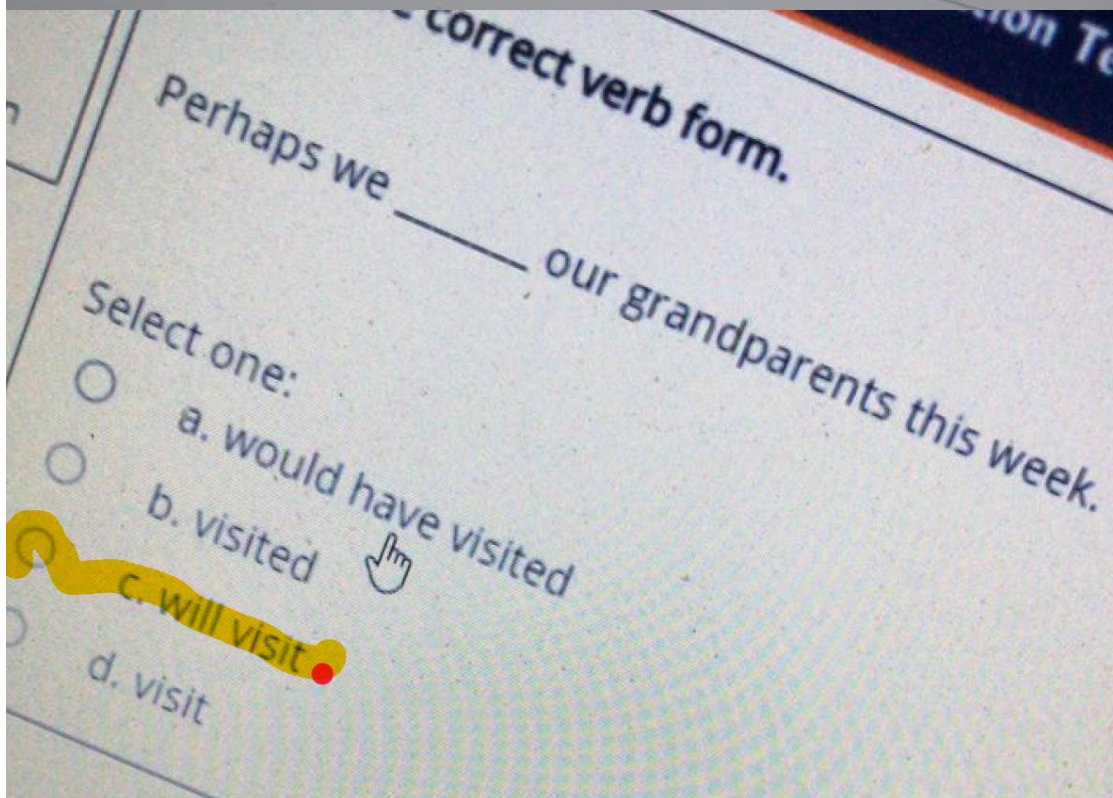 correct verb form.
Perhaps we ______ our grandparents this week.
Select one:
a. would have visited
b. visited
c. will visit
d. visit